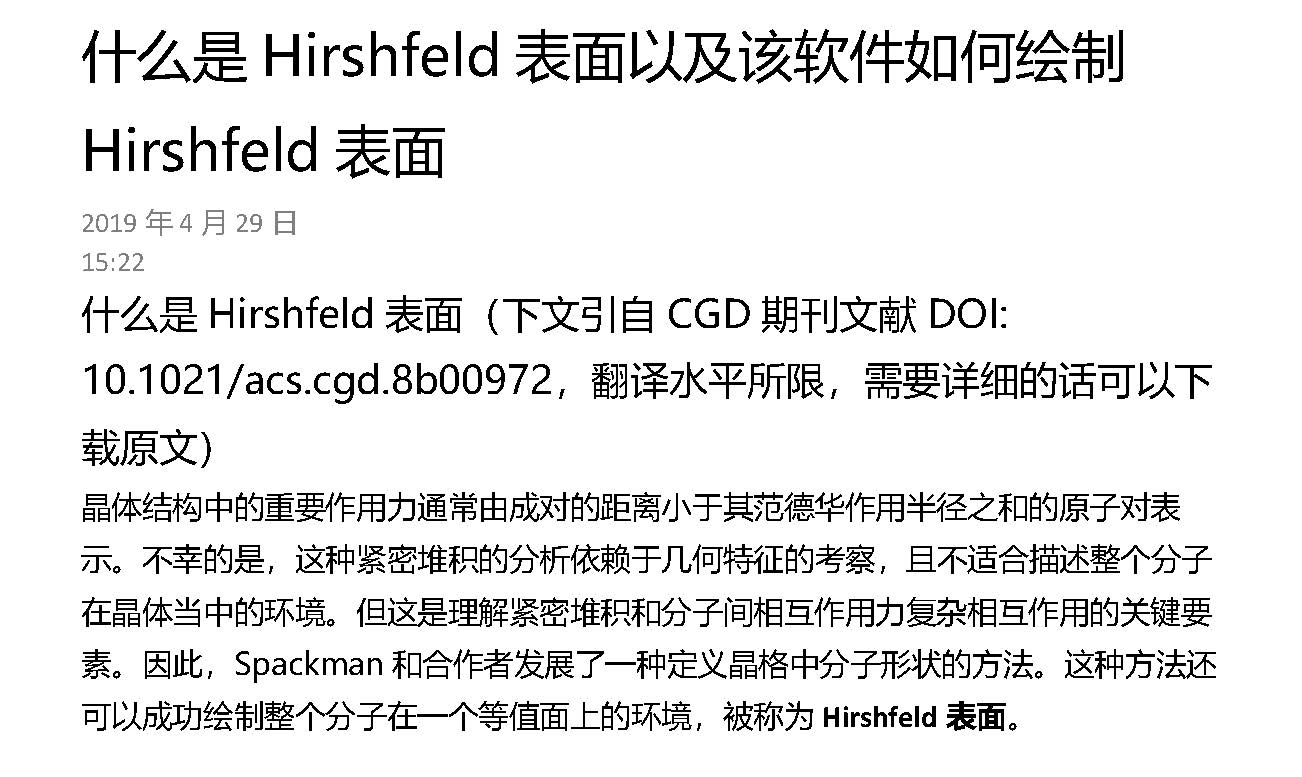 什么是 Hirshfeld 表面以及该软件如何绘制
Hirshfeld 表面
2019 年 4 月 29 日
15:22
什么是 Hirshfeld 表面（下文引自 CGD 期刊文献 DOI:
10.1021/acs.cgd.8b00972，翻译水平所限，需要详细的话可以下
载原文）
晶体结构中的重要作用力通常由成对的距离小于其范德华作用半径之和的原子对表
示。不幸的是，这种紧密堆积的分析依赖于几何特征的考察，且不适合描述整个分子
在晶体当中的环境。但这是理解紧密堆积和分子间相互作用力复杂相互作用的关键要
素。因此，Spackman 和合作者发展了一种定义晶格中分子形状的方法。这种方法还
可以成功绘制整个分子在一个等值面上的环境，被称为 Hirshfeld 表面。